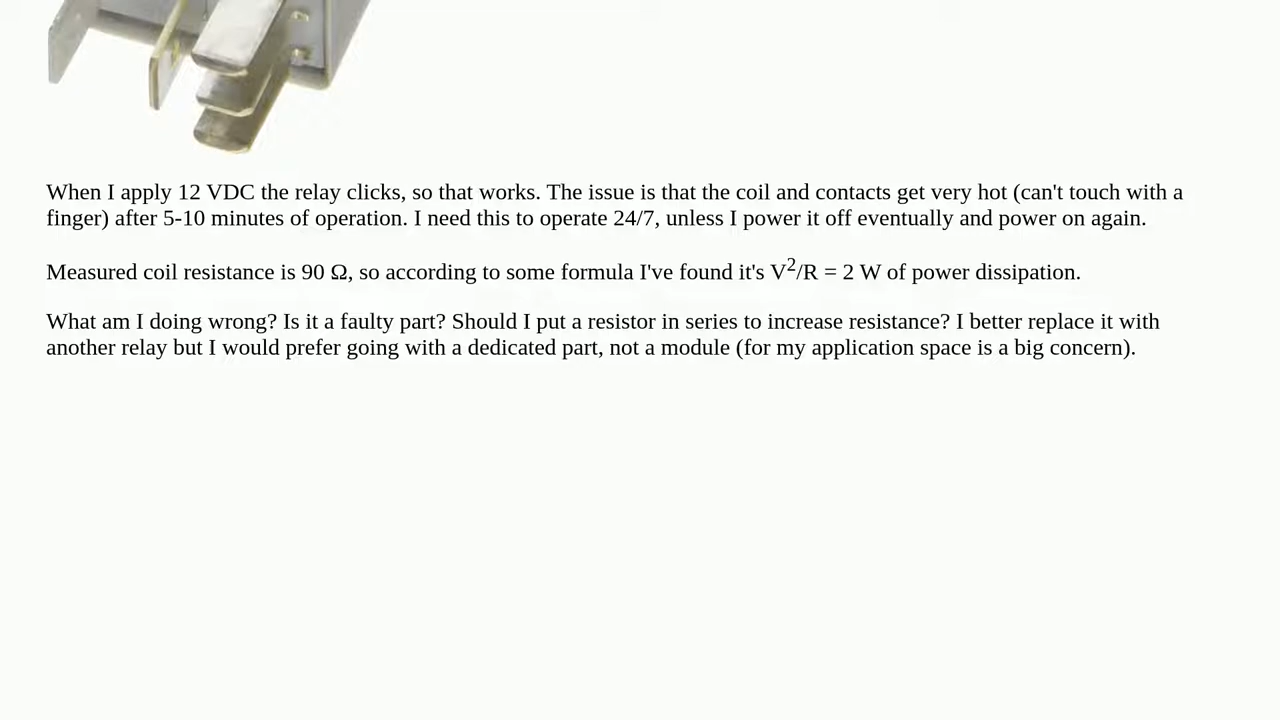 When I apply 12 VDC the relay clicks, so that works. The issue is that the coil and contacts get very hot (can't touch with a
finger) after 5-10 minutes of operation. I need this to operate 24/7, unless I power it off eventually and power on again.
Measured coil resistance is 90 Ω, so according to some formula I've found it's V²/R = 2 W of power dissipation.
What am I doing wrong? Is it a faulty part? Should I put a resistor in series to increase resistance? I better replace it with
another relay but I would prefer going with a dedicated part, not a module (for my application space is a big concern).